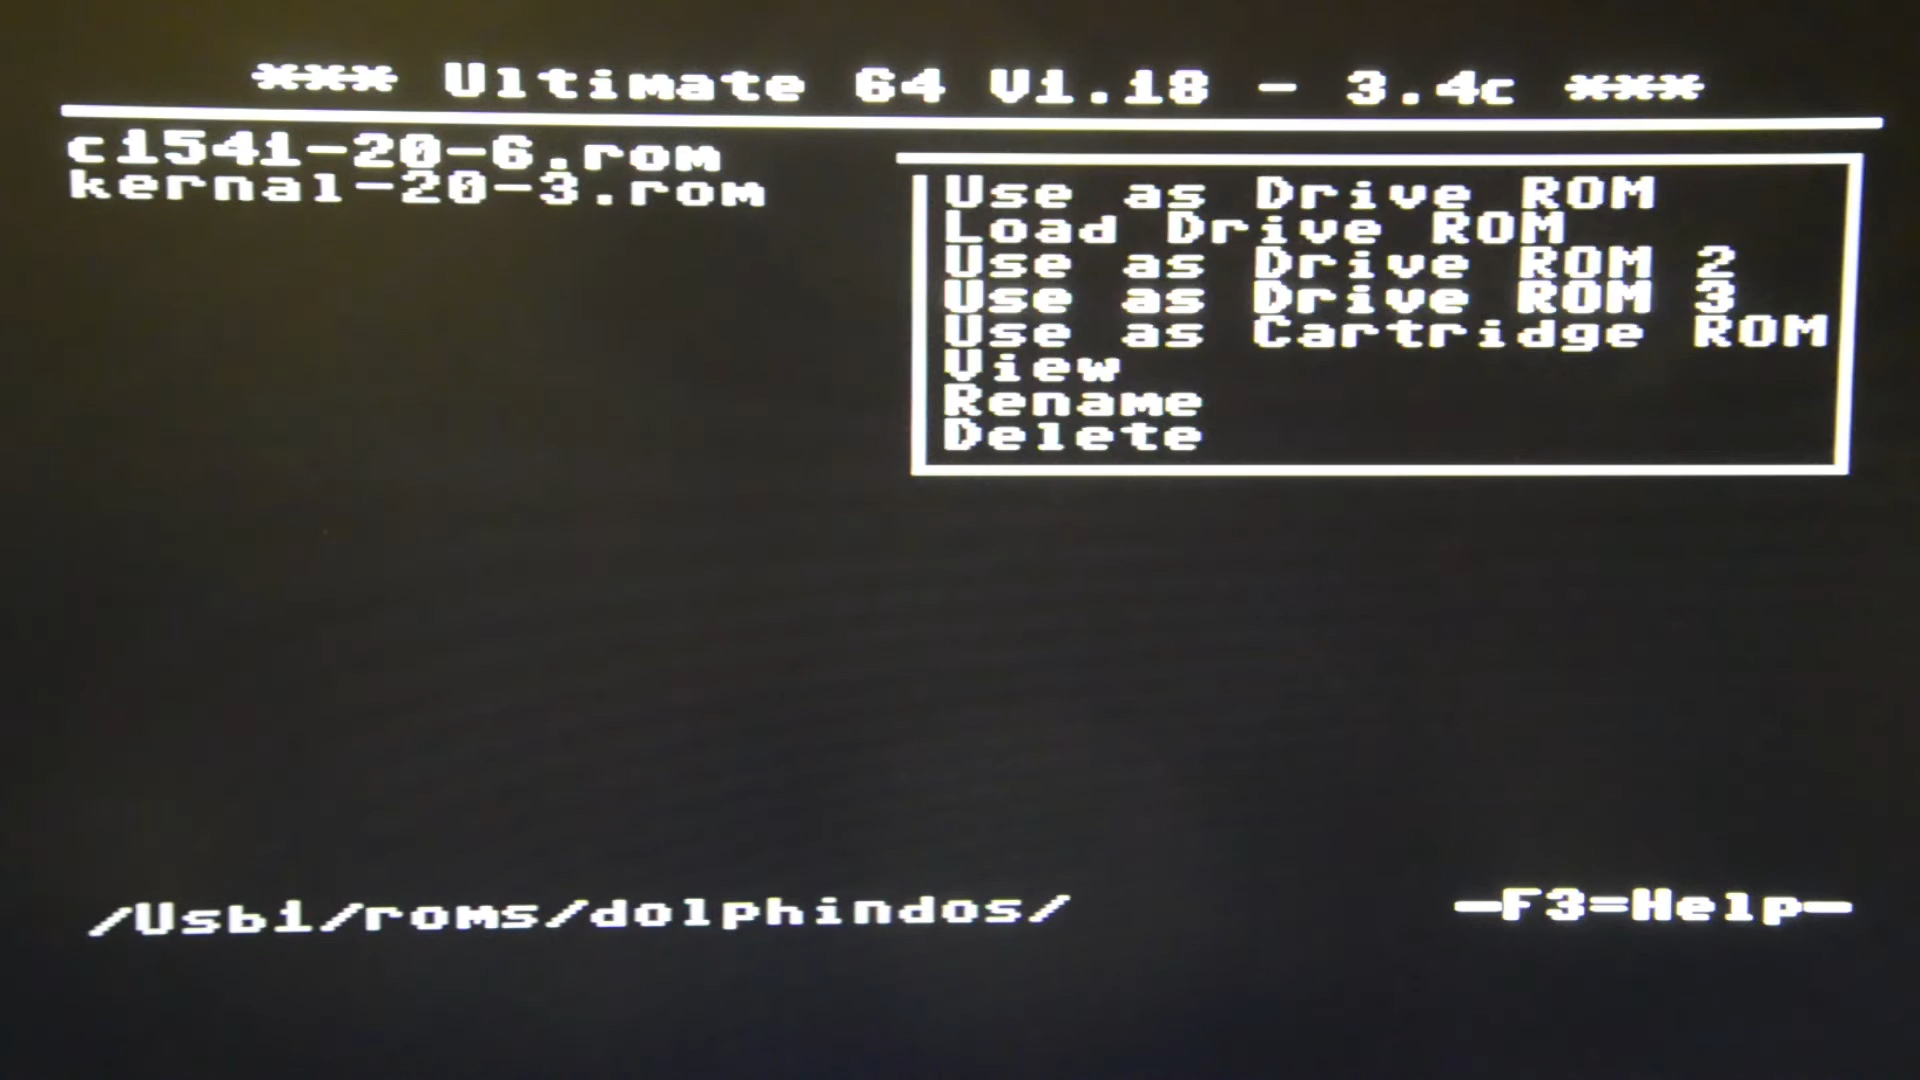 *** Ultimate 64 V1.18 - 3.4c ***
c1541-20-6.rom
kernal-20-3.rom
Use as Drive ROM
Load Drive ROM
Use as Drive ROM 2
Use as Drive ROM 3
Use as Cartridge ROM
View
Rename
Delete
/Usb1/roms/dolphindos/
-F3=Help-